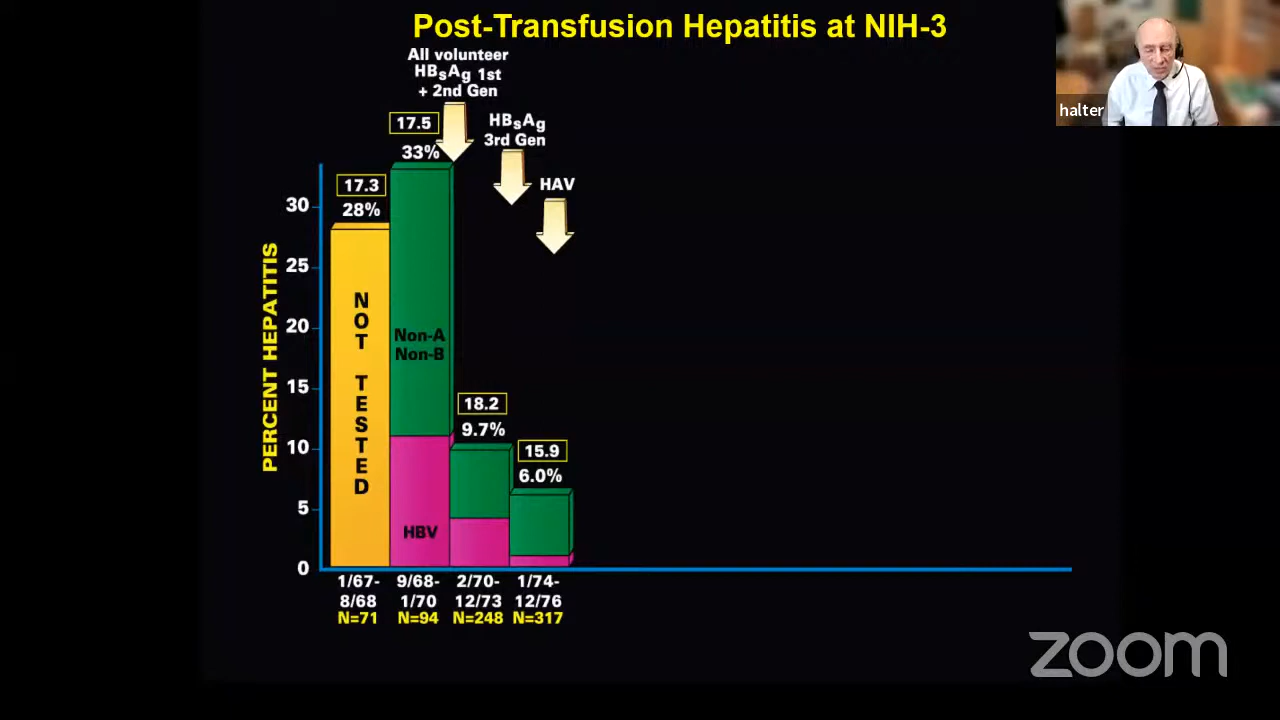 Post-Transfusion Hepatitis at NIH-3
halter
All volunteer
HBsAg 1st
+ 2nd Gen
17.5
33%
HBsAg
3rd Gen
HAV
17.3
28%
PERCENT HEPATITIS
30
25
20
15
10
5
0
NOT TESTED
Non-A
Non-B
HBV
18.2
9.7%
15.9
6.0%
1/67-
8/68
N=71
9/68-
1/70
N=94
2/70-
12/73
N=248
1/74-
12/76
N=317
zoom